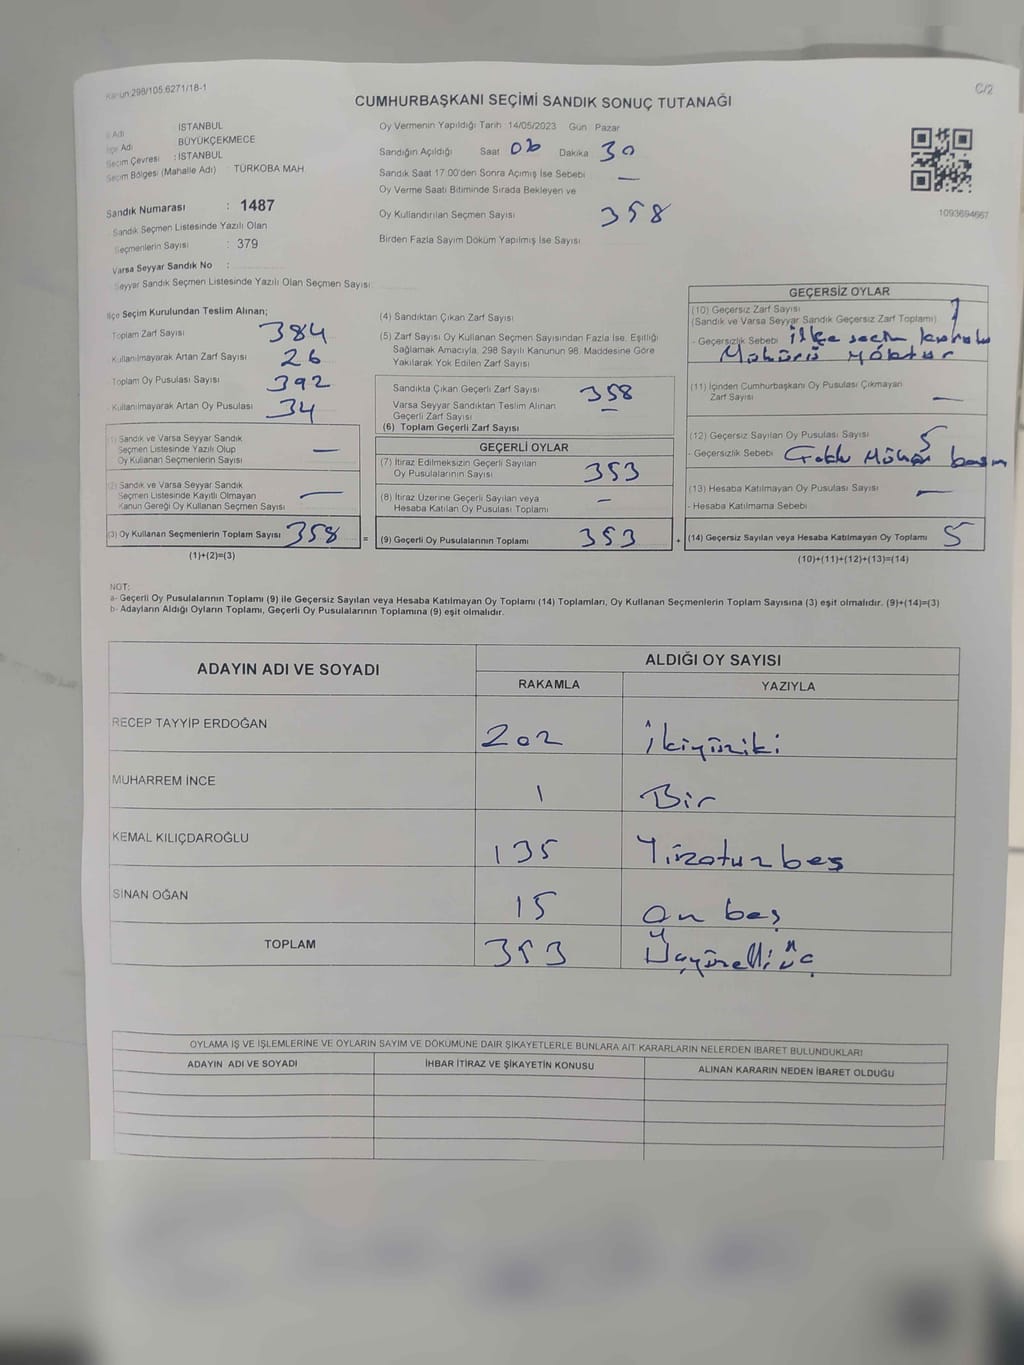 Kanun:298/105.6271/18-1
C/2
CUMHURBAŞKANI SEÇİMİ SANDIK SONUÇ TUTANAĞI
İl Adı İSTANBUL
İlçe Adı BÜYÜKÇEKMECE
Seçim Çevresi : İSTANBUL
Seçim Bölgesi (Mahalle Adı) TÜRKOBA MAH
Sandık Numarası : 1487
Sandık Seçmen Listesinde Yazılı Olan
Seçmenlerin Sayısı : 379
Varsa Seyyar Sandık No :
Seyyar Sandık Seçmen Listesinde Yazılı Olan Seçmen Sayısı:
Oy Vermenin Yapıldığı Tarih 14/05/2023 Gün Pazar
Sandığın Açıldığı Saat 06 Dakika 30
Sandık Saat 17:00'den Sonra Açılmış İse Sebebi —
Oy Verme Saati Bitiminde Sırada Bekleyen ve
Oy Kullandırılan Seçmen Sayısı 358
Birden Fazla Sayım Döküm Yapılmış İse Sayısı
1093694667
İlçe Seçim Kurulundan Teslim Alınan;
Toplam Zarf Sayısı 384
Kullanılmayarak Artan Zarf Sayısı 26
Toplam Oy Pusulası Sayısı 392
Kullanılmayarak Artan Oy Pusulası 34
(1) Sandık ve Varsa Seyyar Sandık
Seçmen Listesinde Yazılı Olup
Oy Kullanan Seçmenlerin Sayısı —
(2) Sandık ve Varsa Seyyar Sandık
Seçmen Listesinde Kayıtlı Olmayan
Kanun Gereği Oy Kullanan Seçmen Sayısı —
(3) Oy Kullanan Seçmenlerin Toplam Sayısı 358 =
(1)+(2)=(3)
(4) Sandıktan Çıkan Zarf Sayısı
(5) Zarf Sayısı Oy Kullanan Seçmen Sayısından Fazla İse, Eşitliği
Sağlamak Amacıyla, 298 Sayılı Kanunun 98. Maddesine Göre
Yakılarak Yok Edilen Zarf Sayısı
Sandıkta Çıkan Geçerli Zarf Sayısı 358
Varsa Seyyar Sandıktan Teslim Alınan
Geçerli Zarf Sayısı —
(6) Toplam Geçerli Zarf Sayısı
GEÇERLİ OYLAR
(7) İtiraz Edilmeksizin Geçerli Sayılan
Oy Pusulalarının Sayısı 353
(8) İtiraz Üzerine Geçerli Sayılan veya
Hesaba Katılan Oy Pusulası Toplamı —
(9) Geçerli Oy Pusulalarının Toplamı 353 +
GEÇERSİZ OYLAR
(10) Geçersiz Zarf Sayısı
(Sandık ve Varsa Seyyar Sandık Geçersiz Zarf Toplamı)
- Geçersizlik Sebebi İlçe seçim kurulu
Mührü yoktur
(11) İçinden Cumhurbaşkanı Oy Pusulası Çıkmayan
Zarf Sayısı —
(12) Geçersiz Sayılan Oy Pusulası Sayısı 5
- Geçersizlik Sebebi Mühür
(13) Hesaba Katılmayan Oy Pusulası Sayısı —
- Hesaba Katılmama Sebebi
(14) Geçersiz Sayılan veya Hesaba Katılmayan Oy Toplamı 5
(10)+(11)+(12)+(13)=(14)
NOT:
a- Geçerli Oy Pusulalarının Toplamı (9) ile Geçersiz Sayılan veya Hesaba Katılmayan Oy Toplamı (14) Toplamları, Oy Kullanan Seçmenlerin Toplam Sayısına (3) eşit olmalıdır. (9)+(14)=(3)
b- Adayların Aldığı Oyların Toplamı, Geçerli Oy Pusulalarının Toplamına (9) eşit olmalıdır.
ADAYIN ADI VE SOYADI ALDIĞI OY SAYISI
RAKAMLA YAZIYLA
RECEP TAYYİP ERDOĞAN 202 İkiyüziki
MUHARREM İNCE 1 Bir
KEMAL KILIÇDAROĞLU 135 Yüzotuzbeş
SİNAN OĞAN 15 on beş
TOPLAM 353 Üçyüzelliüç
OYLAMA İŞ VE İŞLEMLERİNE VE OYLARIN SAYIM VE DÖKÜMÜNE DAİR ŞİKAYETLERLE BUNLARA AİT KARARLARIN NELERDEN İBARET BULUNDUKLARI
ADAYIN ADI VE SOYADI İHBAR İTİRAZ VE ŞİKAYETİN KONUSU ALINAN KARARIN NEDEN İBARET OLDUĞU